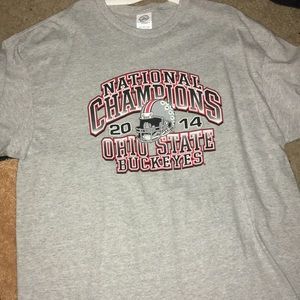 NATIONAL
CHAMPIONS
20 14
OHIO STATE
BUCKEYES